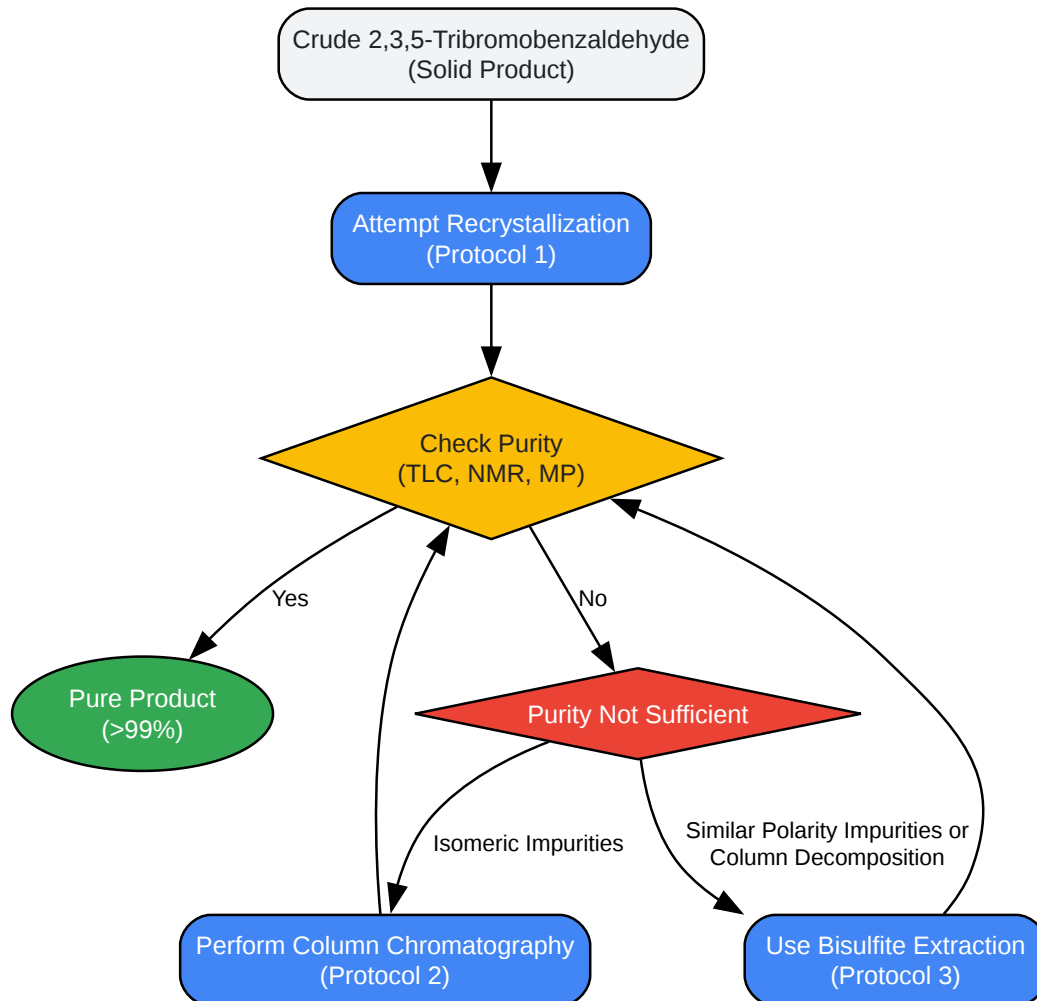 Crude 2,3,5-Tribromobenzaldehyde
(Solid Product)
Attempt Recrystallization
(Protocol 1)
Check Purity
(TLC, NMR, MP)
Yes
No
Pure Product
(>99%)
Purity Not Sufficient
Isomeric Impurities
Similar Polarity Impurities or
Column Decomposition
Perform Column Chromatography
(Protocol 2)
Use Bisulfite Extraction
(Protocol 3)